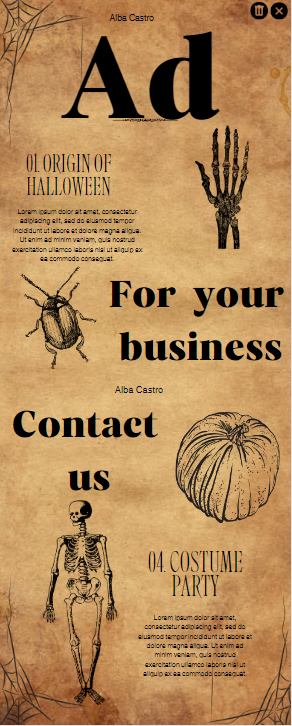 Alba Castro
Ad
01. ORIGIN OF
HALLOWEEN
Lorem ipsum dolor sit amet, consectetur
adipiscing elit, sed do eiusmod tempor
incididunt ut labore et dolore magna aliqua.
Ut enim ad minim veniam, quis nostrud
exercitation ullamco laboris nisi ut aliquip ex
ea commodo consequat.
For your
business
Alba Castro
Contact
us
04. COSTUME
PARTY
Lorem ipsum dolor sit amet,
consectetur adipiscing elit, sed do
eiusmod tempor incididunt ut labore et
dolore magna aliqua. Ut enim ad
minim veniam, quis nostrud
exercitation ullamco laboris nisi ut
aliquip ex ea commodo consequat.